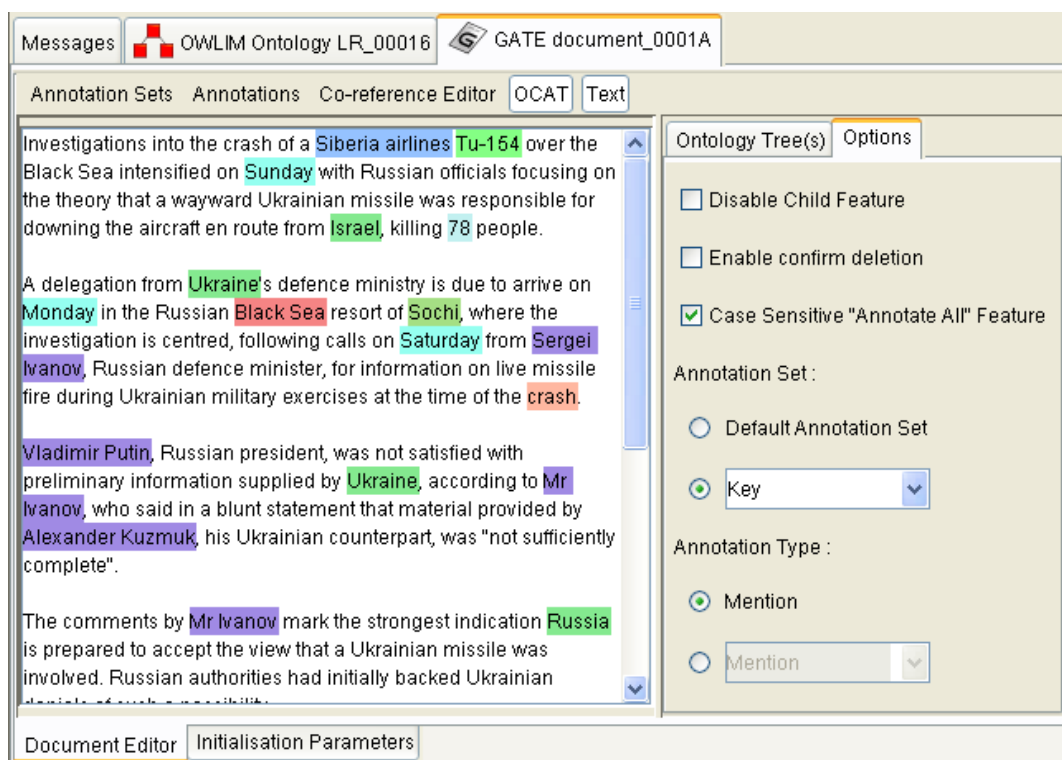 Messages OWLIM Ontology LR_00016 GATE document_0001A
Annotation Sets Annotations Co-reference Editor OCAT Text
Investigations into the crash of a Siberia airlines Tu-154 over the
Black Sea intensified on Sunday with Russian officials focusing on
the theory that a wayward Ukrainian missile was responsible for
downing the aircraft en route from Israel, killing 78 people.
A delegation from Ukraine's defence ministry is due to arrive on
Monday in the Russian Black Sea resort of Sochi, where the
investigation is centred, following calls on Saturday from Sergei
Ivanov, Russian defence minister, for information on live missile
fire during Ukrainian military exercises at the time of the crash.
Vladimir Putin, Russian president, was not satisfied with
preliminary information supplied by Ukraine, according to Mr
Ivanov, who said in a blunt statement that material provided by
Alexander Kuzmuk, his Ukrainian counterpart, was "not sufficiently
complete".
The comments by Mr Ivanov mark the strongest indication Russia
is prepared to accept the view that a Ukrainian missile was
involved. Russian authorities had initially backed Ukrainian
Ontology Tree(s) Options
Disable Child Feature
Enable confirm deletion
Case Sensitive "Annotate All" Feature
Annotation Set :
Default Annotation Set
Key
Annotation Type :
Mention
Mention
Document Editor Initialisation Parameters